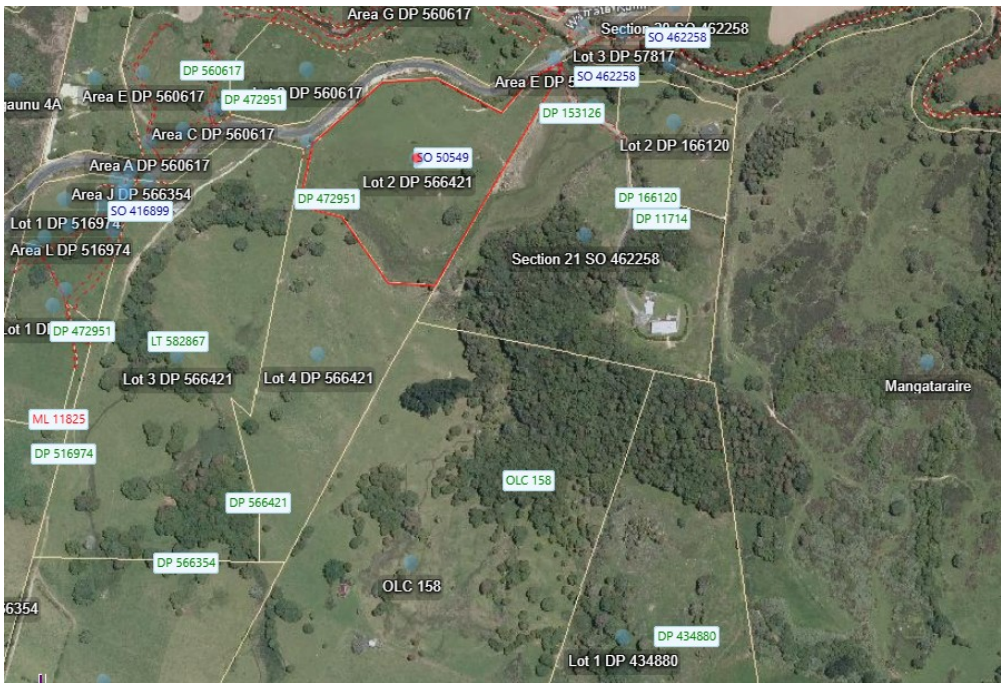 Area G DP 560617
Section 20 SO 462258
SO 462258
Lot 3 DP 57817
DP 560617
SO 462258
Area E DP 5
DP 560617
Area E DP 560617
DP 472951
gaunu 4A
DP 153126
Area C DP 560617
Lot 2 DP 166120
SO 50549
Area A DP 560617
Lot 2 DP 566421
Area J DP 566354
DP 472951
DP 166120
SO 416899
DP 11714
Lot 1 DP 516974
Area L DP 516974
Section 21 SO 462258
Lot 1 D
DP 472951
LT 582867
Lot 3 DP 566421
Lot 4 DP 566421
Mangataraire
ML 11825
DP 516974
OLC 158
DP 566421
DP 566354
OLC 158
66354
DP 434880
Lot 1 DP 434880